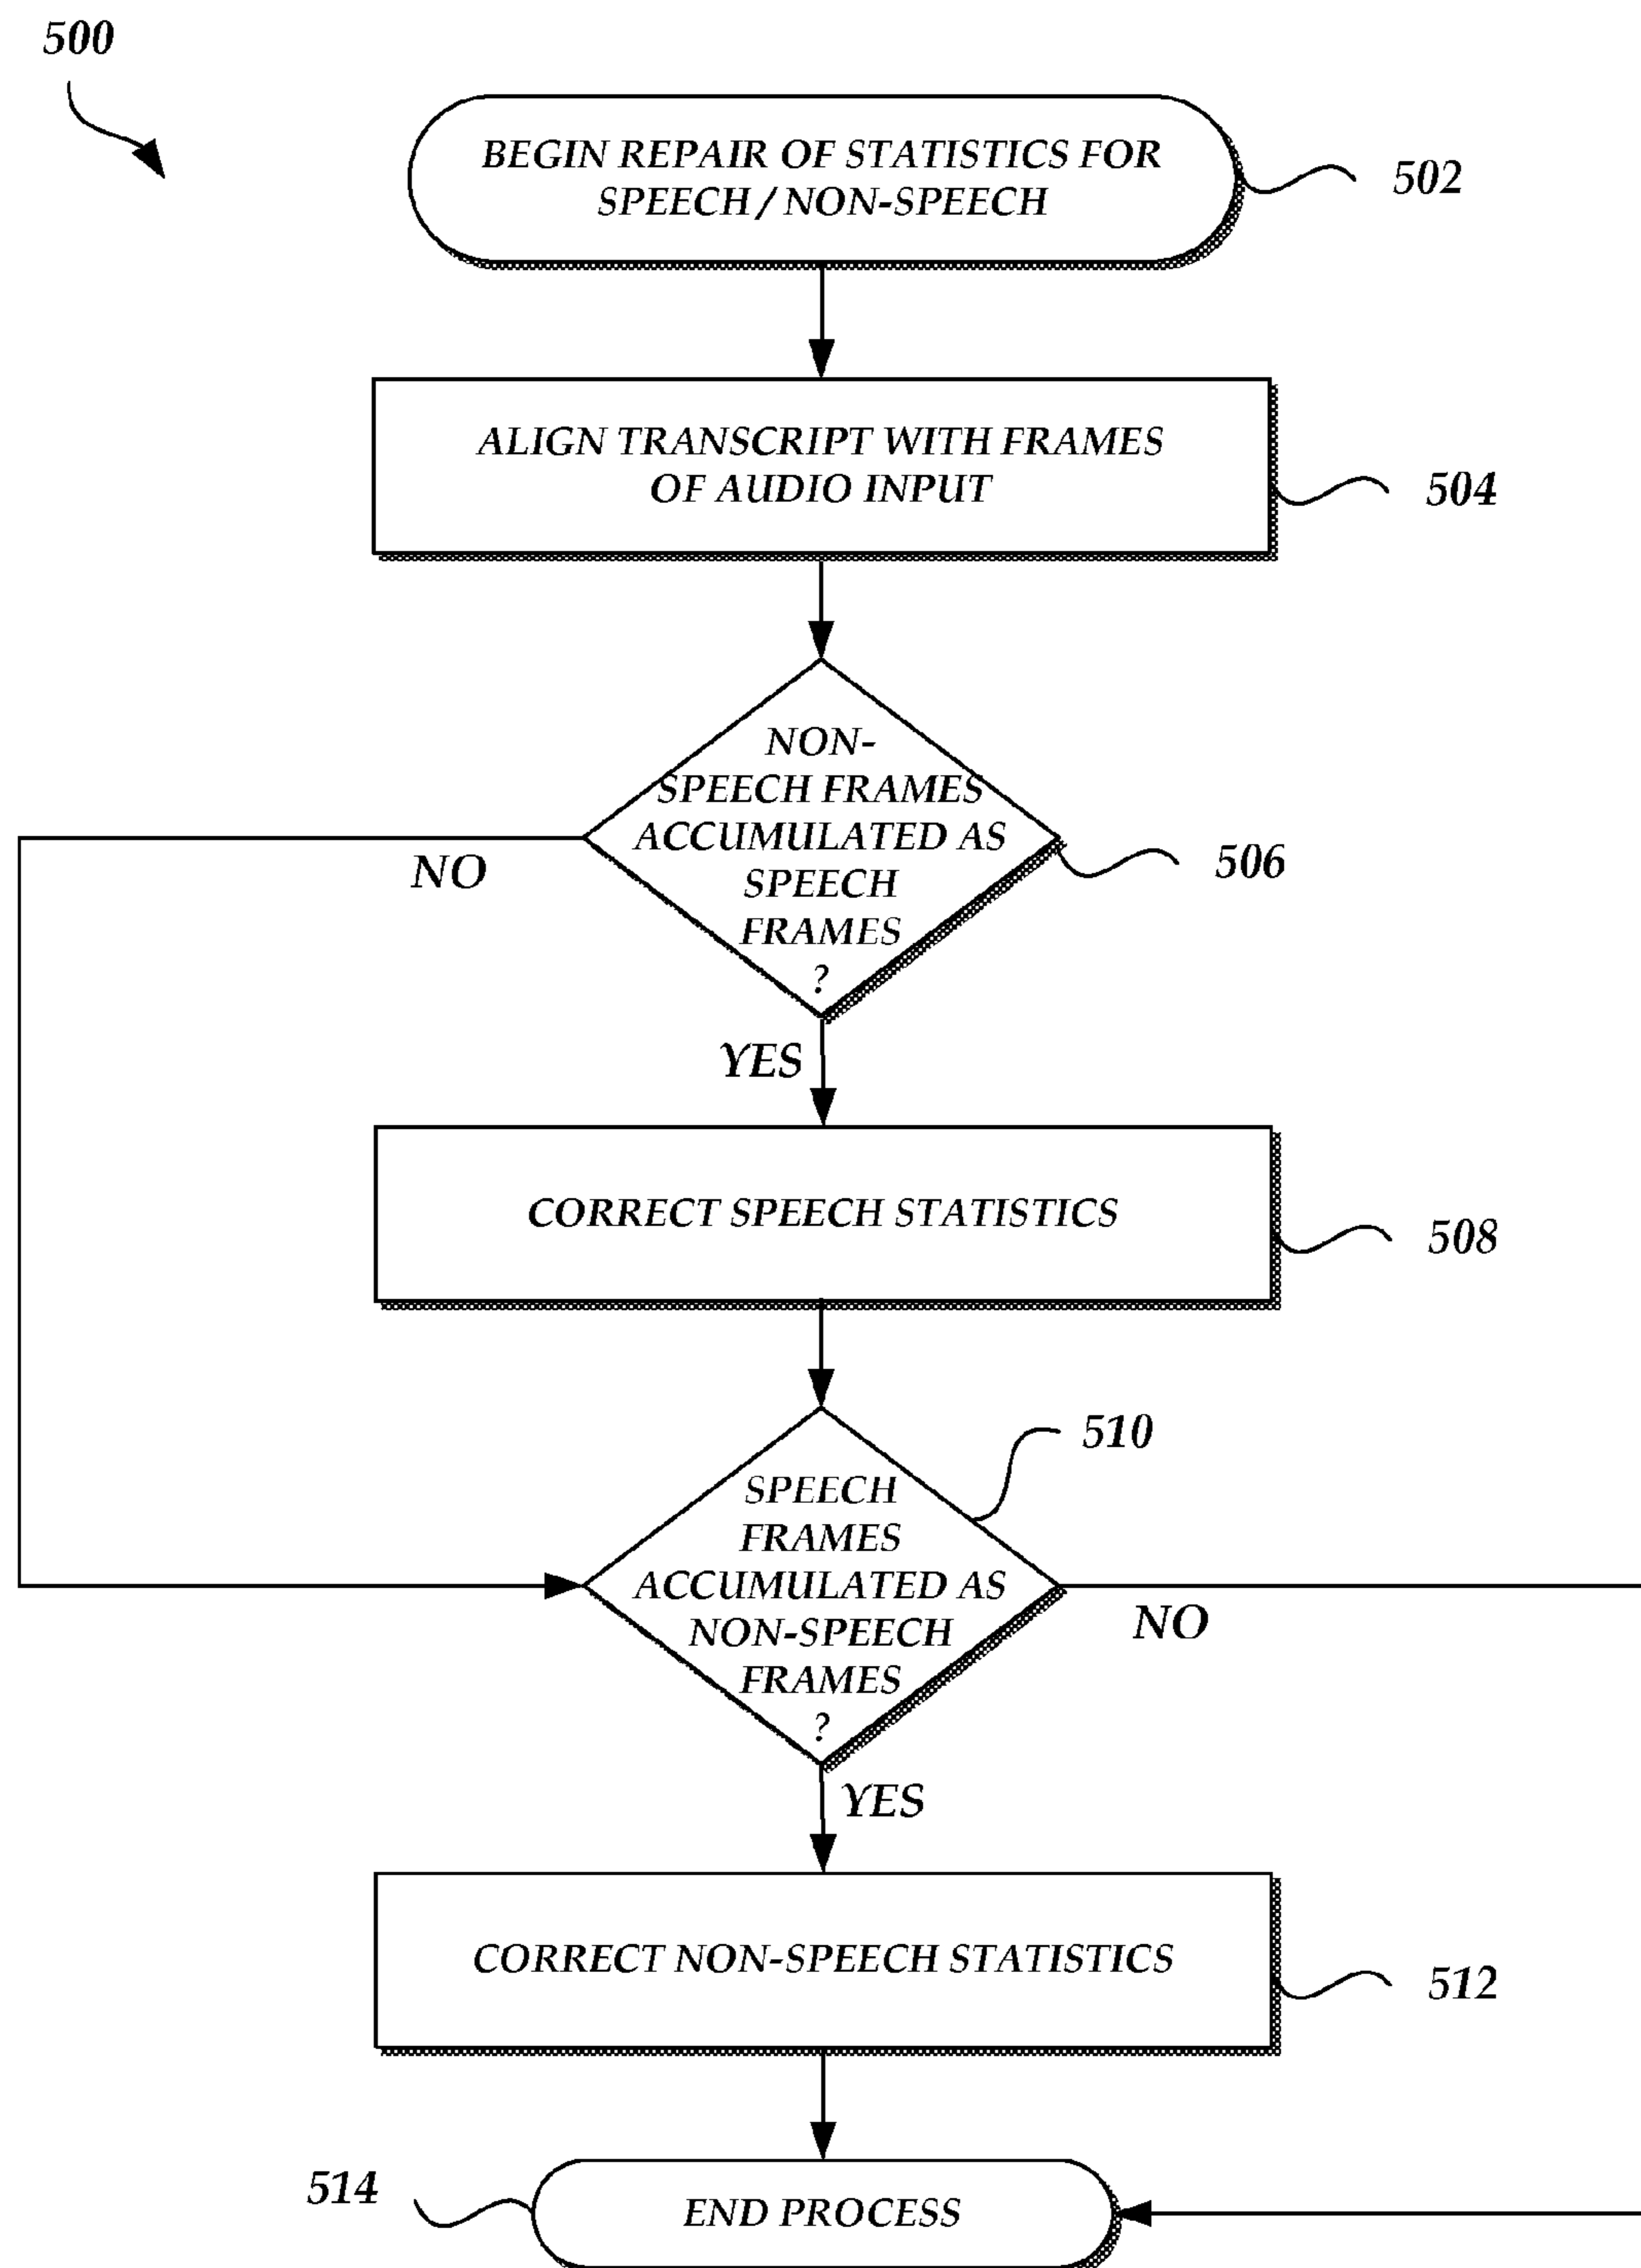 500
BEGIN REPAIR OF STATISTICS FOR
SPEECH / NON-SPEECH
502
ALIGN TRANSCRIPT WITH FRAMES
OF AUDIO INPUT
504
NON-
SPEECH FRAMES
ACCUMULATED AS
SPEECH
FRAMES
?
506
NO
YES
CORRECT SPEECH STATISTICS
508
510
SPEECH
FRAMES
ACCUMULATED AS
NON-SPEECH
FRAMES
?
NO
YES
CORRECT NON-SPEECH STATISTICS
512
514
END PROCESS